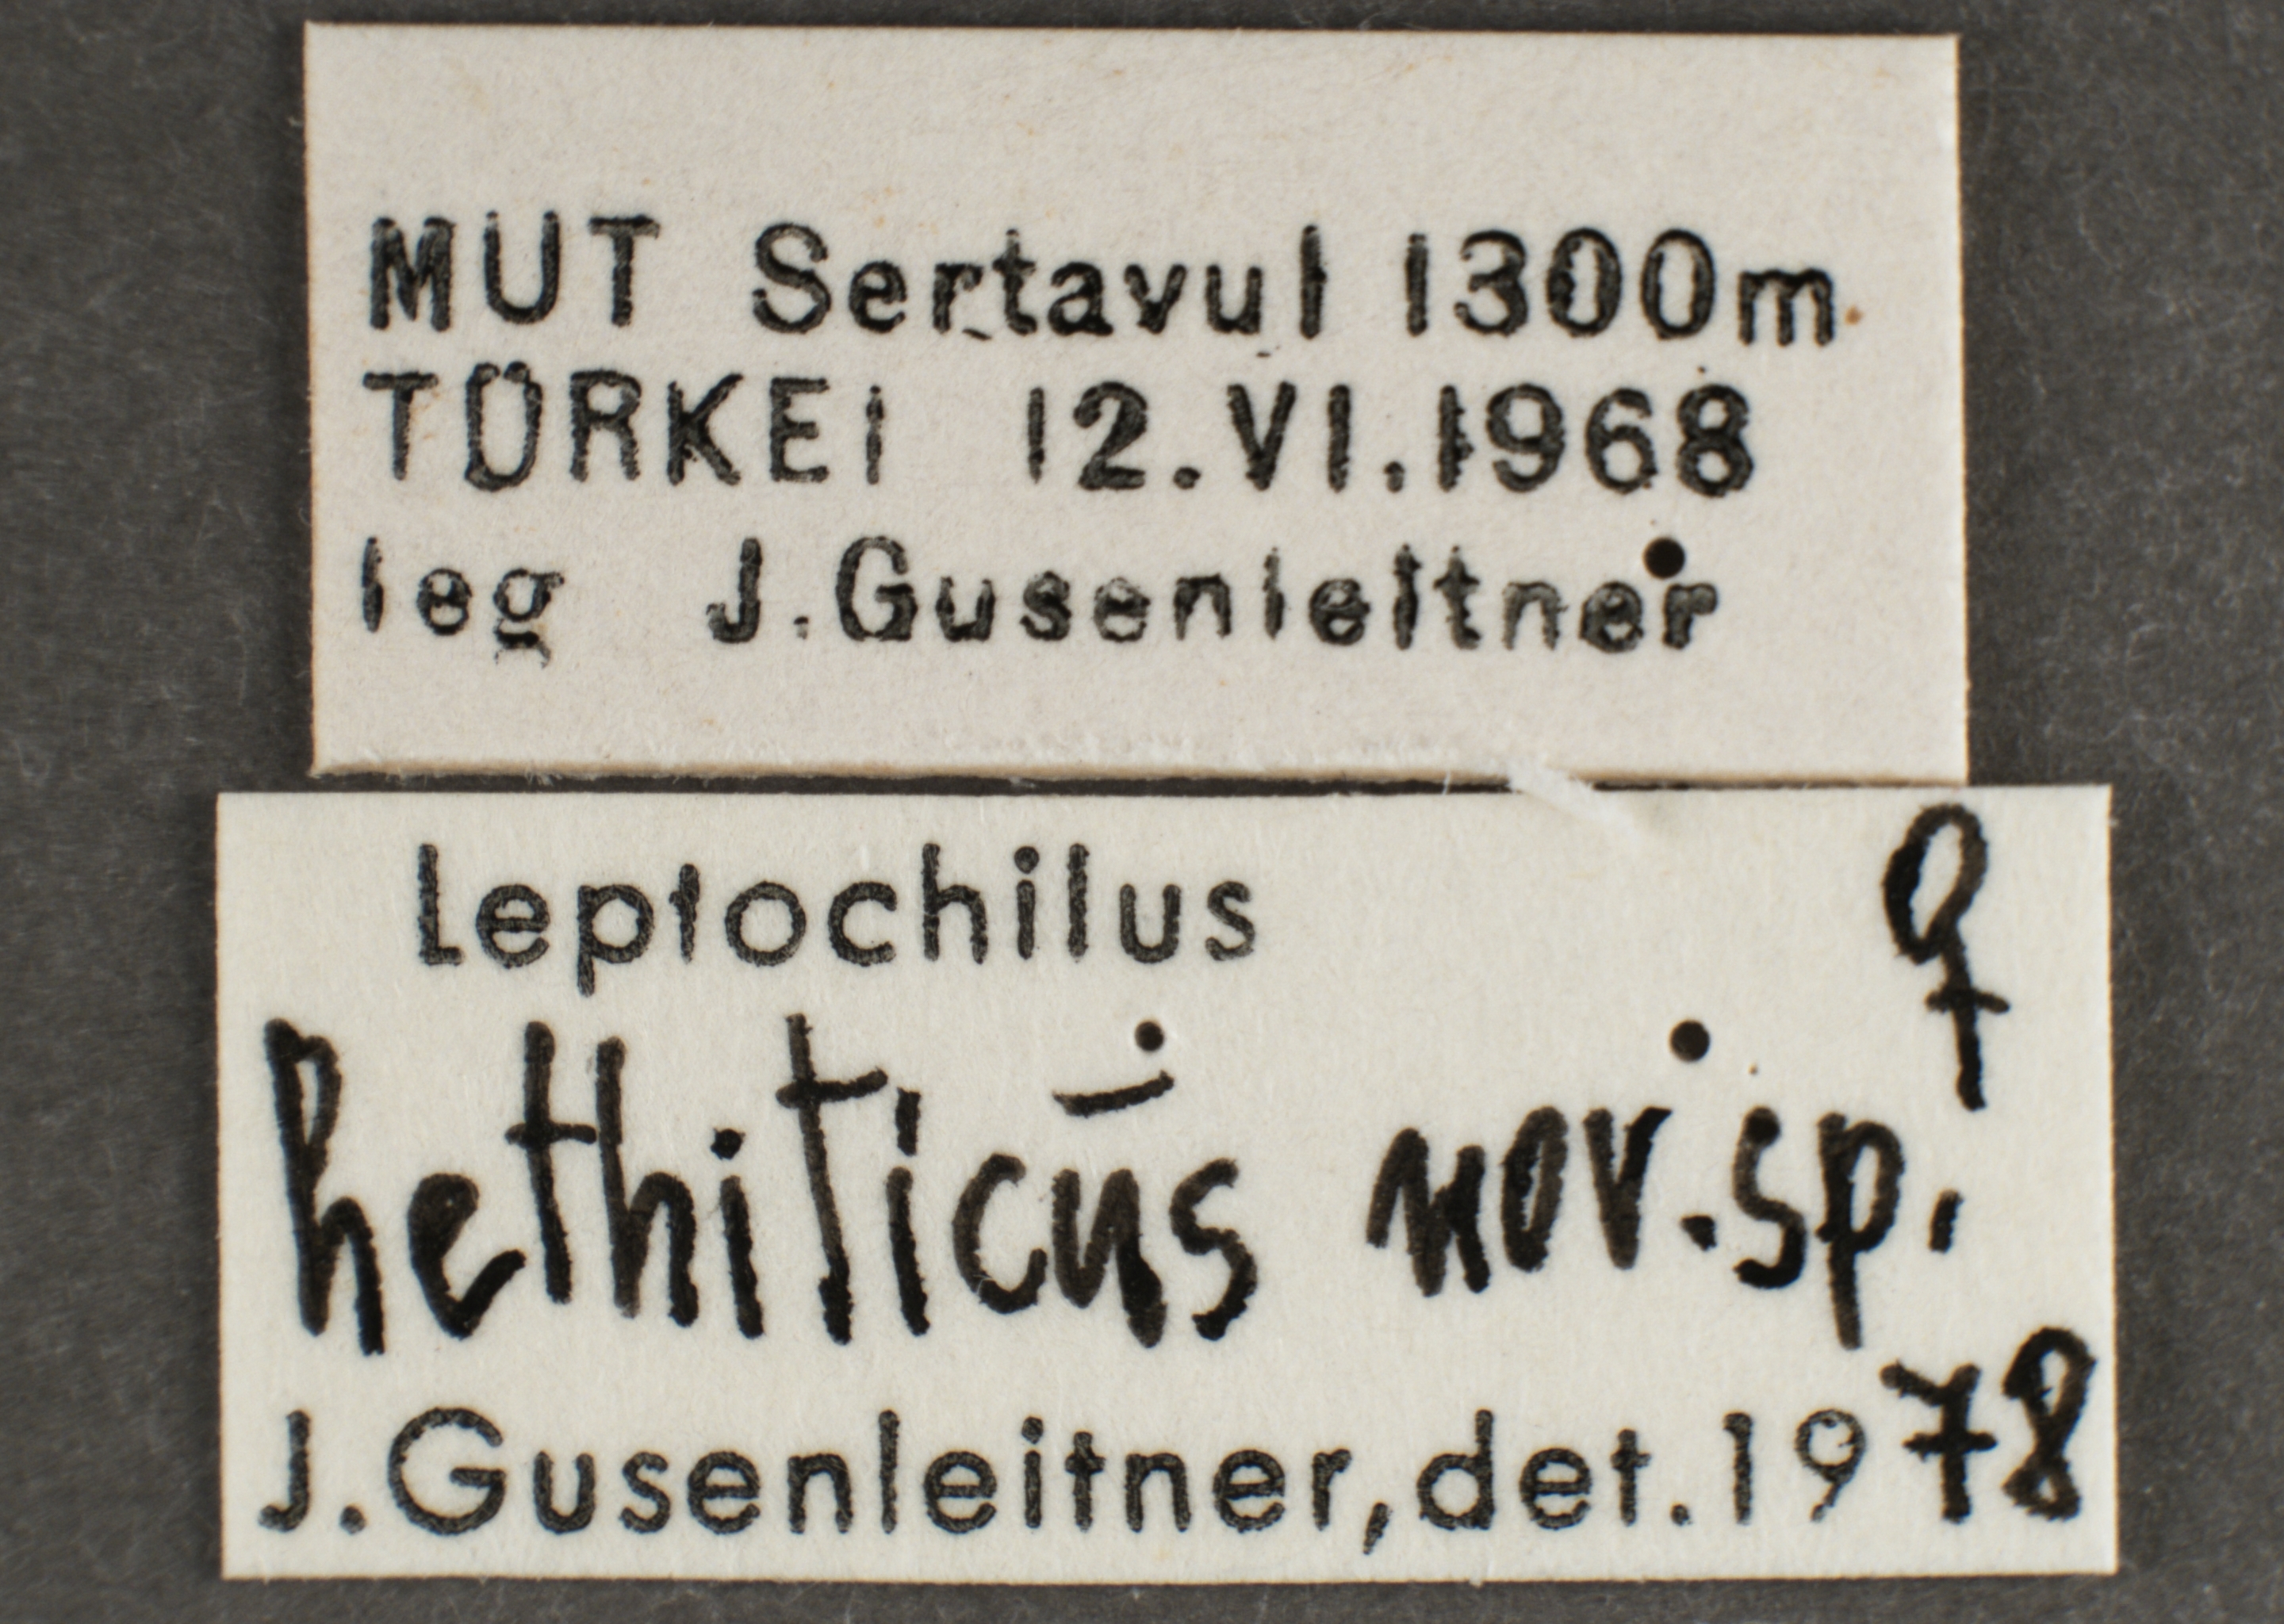 MUT Sertavul 1300m
TÜRKEI 12.VI.1968
leg J.Gusenleitner
Leptochilus ♀
hethiticus nov.sp.
J.Gusenleitner,det.1978